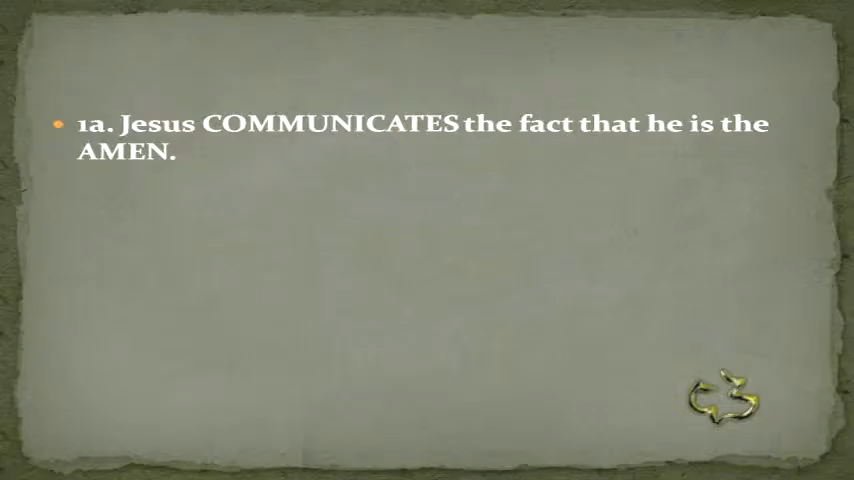 • 1a. Jesus COMMUNICATES the fact that he is the
AMEN.